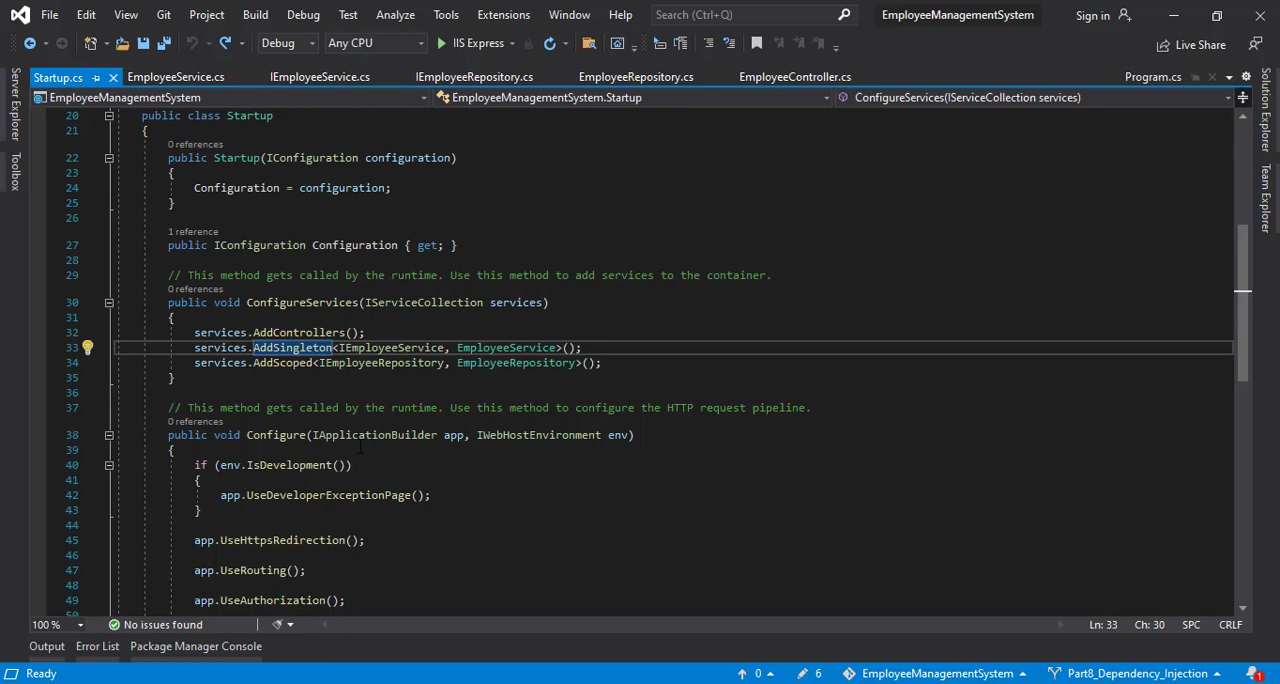 File Edit View Git Project Build Debug Test Analyze Tools Extensions Window Help Search (Ctrl+Q) EmployeeManagementSystem Sign in
Debug Any CPU IIS Express Live Share
Startup.cs EmployeeService.cs IEmployeeService.cs IEmployeeRepository.cs EmployeeRepository.cs EmployeeController.cs Program.cs
EmployeeManagementSystem EmployeeManagementSystem.Startup ConfigureServices(IServiceCollection services)
Server Explorer
Toolbox
Solution Explorer
Team Explorer
20 public class Startup
21 {
0 references
22 public Startup(IConfiguration configuration)
23 {
24 Configuration = configuration;
25 }
26
1 reference
27 public IConfiguration Configuration { get; }
28
29 // This method gets called by the runtime. Use this method to add services to the container.
0 references
30 public void ConfigureServices(IServiceCollection services)
31 {
32 services.AddControllers();
33 services.AddSingleton<IEmployeeService, EmployeeService>();
34 services.AddScoped<IEmployeeRepository, EmployeeRepository>();
35 }
36
37 // This method gets called by the runtime. Use this method to configure the HTTP request pipeline.
0 references
38 public void Configure(IApplicationBuilder app, IWebHostEnvironment env)
39 {
40 if (env.IsDevelopment())
41 {
42 app.UseDeveloperExceptionPage();
43 }
44
45 app.UseHttpsRedirection();
46
47 app.UseRouting();
48
49 app.UseAuthorization();
50
100 % No issues found Ln: 33 Ch: 30 SPC CRLF
Output Error List Package Manager Console
Ready 0 6 EmployeeManagementSystem Part8_Dependency_Injection 1